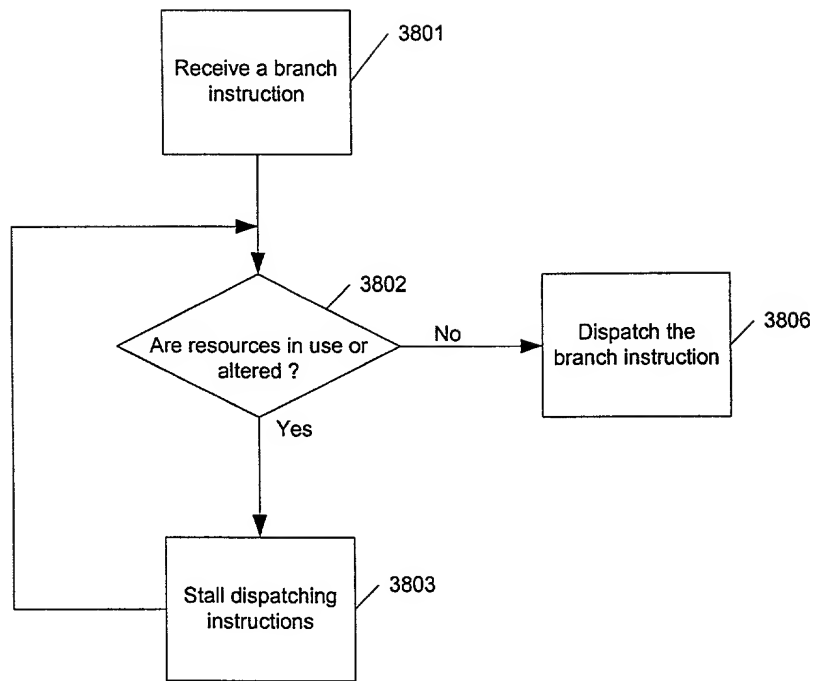 3801
Receive a branch
instruction
3802
Are resources in use or
altered ?
No
Dispatch the
branch instruction
3806
Yes
Stall dispatching
instructions
3803